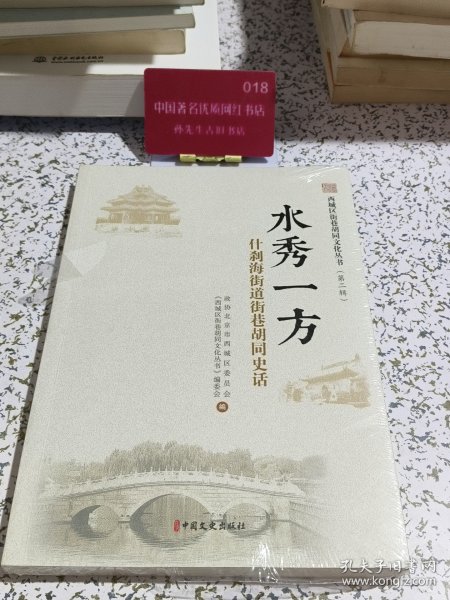 018
中国著名优质网红书店
孙先生古旧书店
西城区街巷胡同文化丛书（第二辑）
水秀一方
什刹海街道街巷胡同史话
政协北京市西城区委员会
《西城区街巷胡同文化丛书》编委会
编
中国文史出版社
孔夫子旧书网
www.kongfz.com